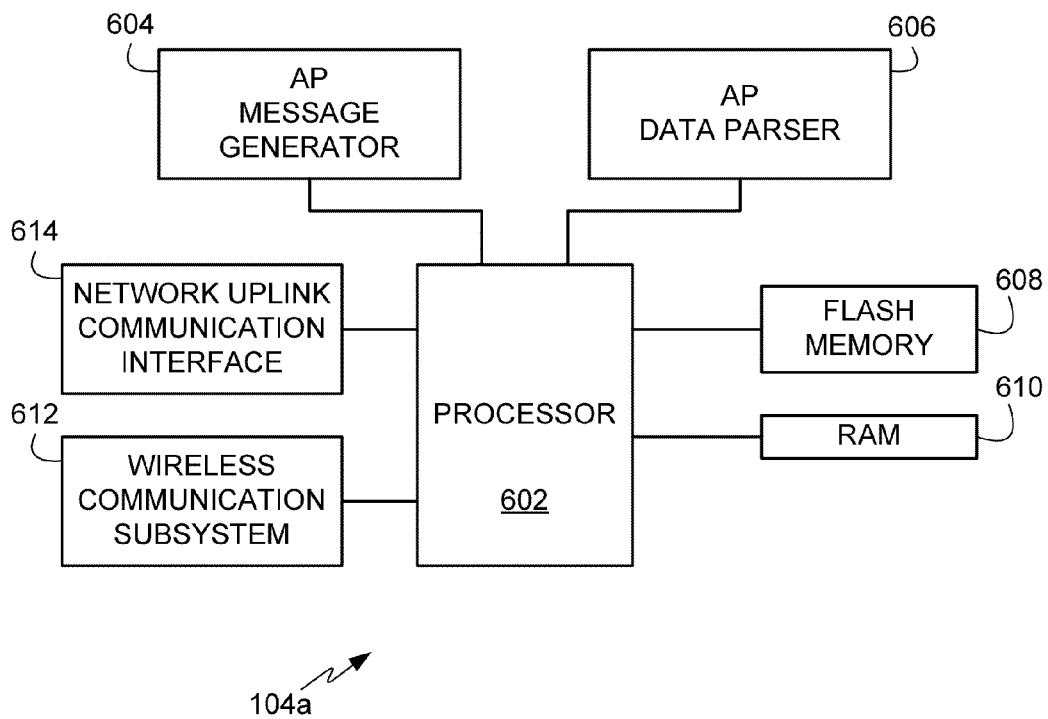 604
AP
MESSAGE
GENERATOR
606
AP
DATA PARSER
614
NETWORK UPLINK
COMMUNICATION
INTERFACE
608
FLASH
MEMORY
612
WIRELESS
COMMUNICATION
SUBSYSTEM
PROCESSOR
602
610
RAM
104a